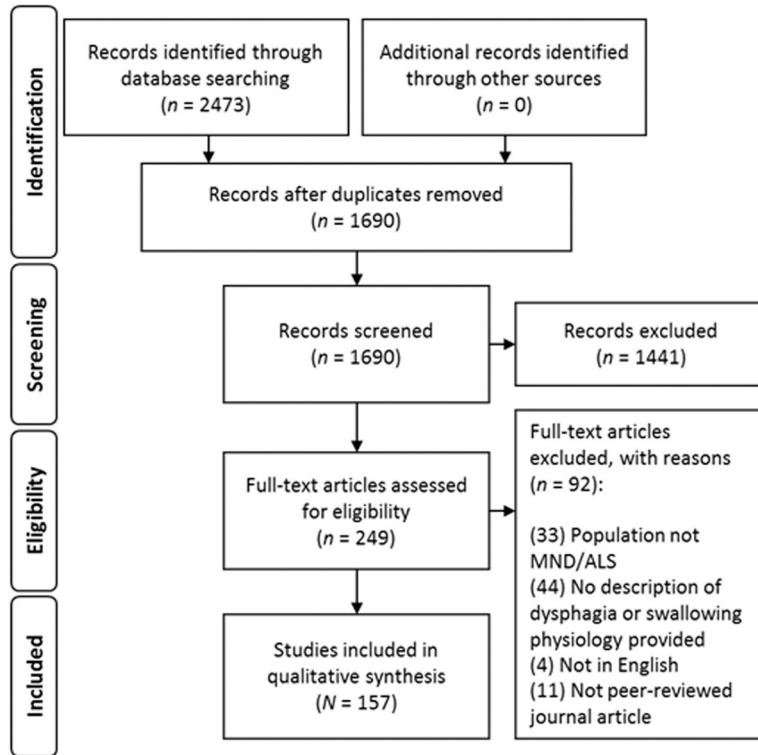 Identification
Records identified through
database searching
(n = 2473)
Additional records identified
through other sources
(n = 0)
Records after duplicates removed
(n = 1690)
Screening
Records screened
(n = 1690)
Records excluded
(n = 1441)
Eligibility
Full-text articles assessed
for eligibility
(n = 249)
Full-text articles
excluded, with reasons
(n = 92):
(33) Population not
MND/ALS
(44) No description of
dysphagia or swallowing
physiology provided
(4) Not in English
(11) Not peer-reviewed
journal article
Included
Studies included in
qualitative synthesis
(N = 157)